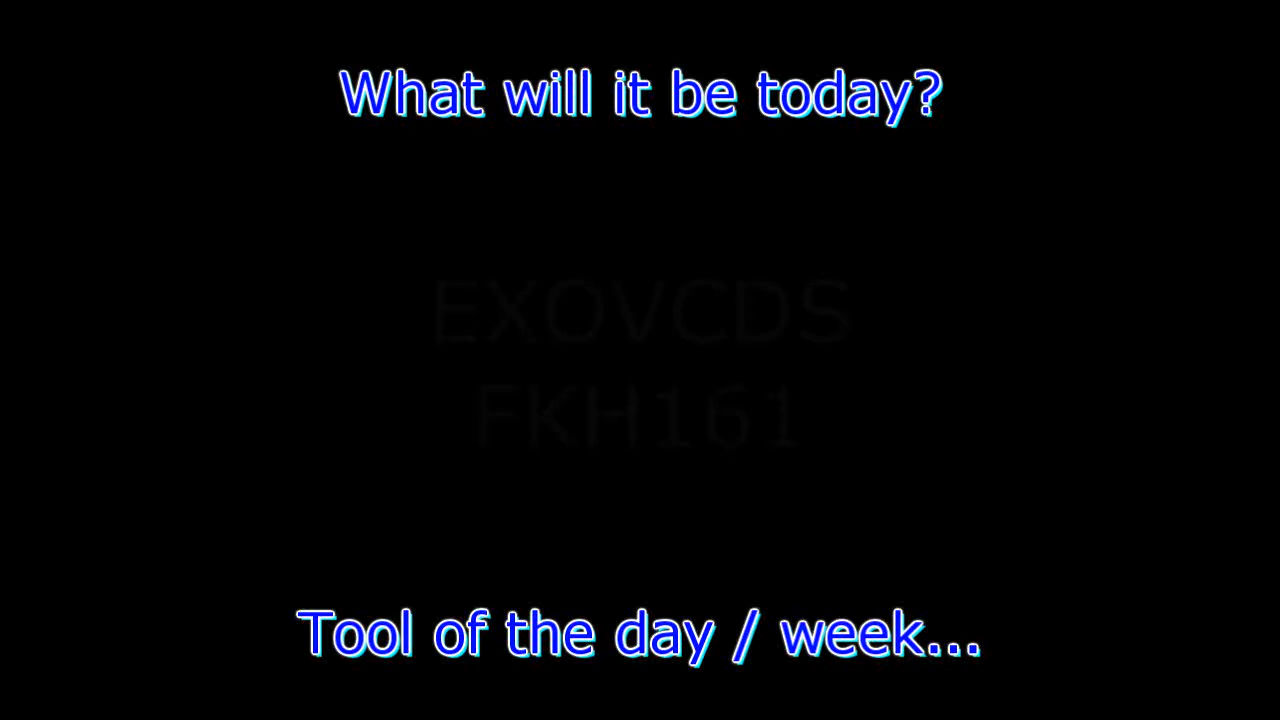 What will it be today?
EXOVCDS
FKH161
Tool of the day / week...